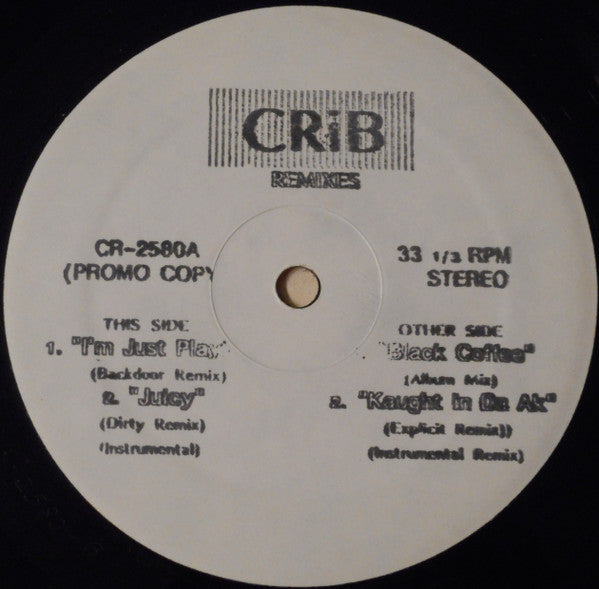 CRiB
REMIXES
CR-2580A
(PROMO COPY
33 1/3 RPM
STEREO
THIS SIDE
1. "I'm Just Play
(Backdoor Remix)
2. "Juicy"
(Dirty Remix)
(Instrumental)
OTHER SIDE
"Black Coffee"
(Album Mix)
2. "Kaught In Da Ak"
(Explicit Remix))
(Instrumental Remix)